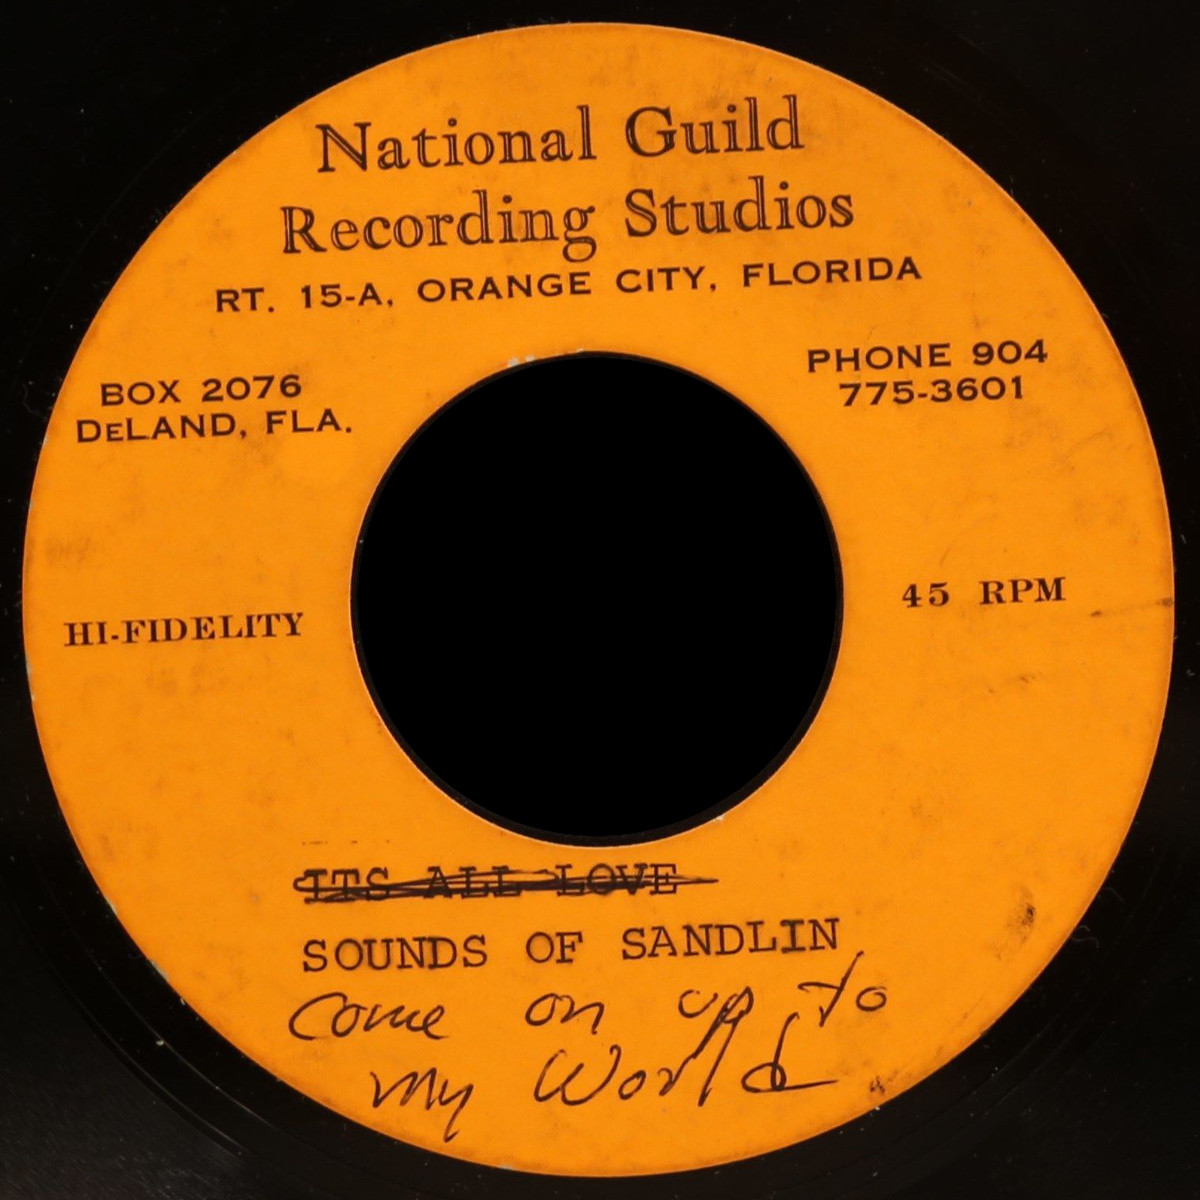 National Guild
Recording Studios
RT. 15-A, ORANGE CITY, FLORIDA
BOX 2076
DeLAND, FLA.
PHONE 904
775-3601
HI-FIDELITY
45 RPM
ITS ALL LOVE
SOUNDS OF SANDLIN
Come on up to
my World